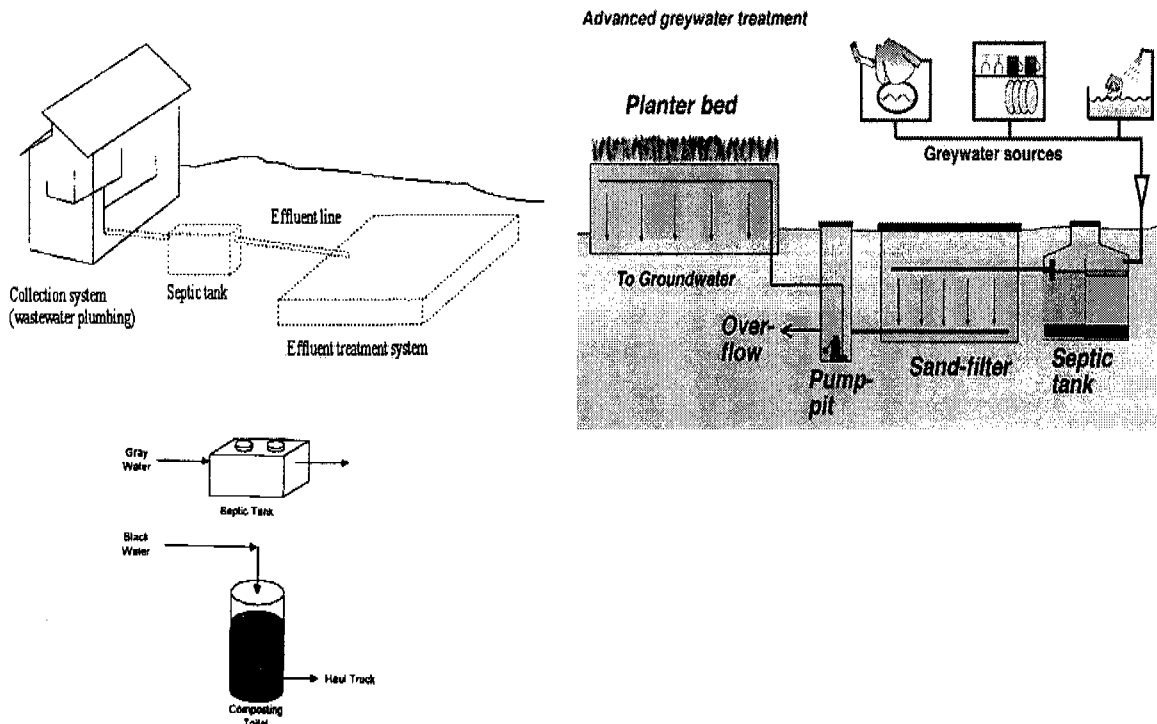 Advanced greywater treatment
Planter bed
Greywater sources
To Groundwater
Over-
flow
Pump-
pit
Sand-filter
Septic
tank
Effluent line
Collection system
(wastewater plumbing)
Septic tank
Effluent treatment system
Gray
Water
Septic Tank
Black
Water
Haul Truck
Composting
Toilet